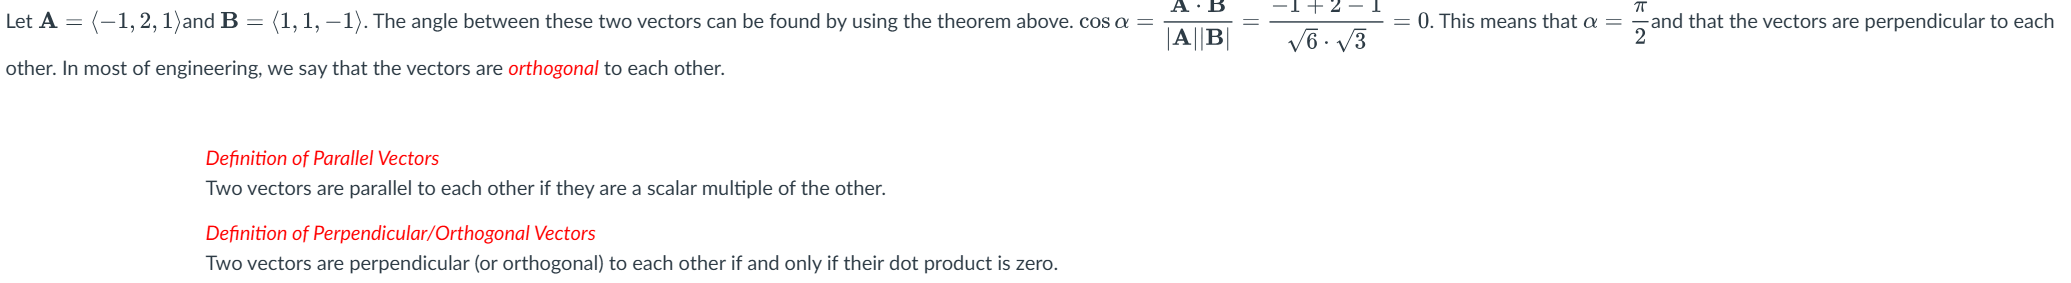 Let $\mathbf{A} = \langle -1, 2, 1 \rangle$and $\mathbf{B} = \langle 1, 1, -1 \rangle$. The angle between these two vectors can be found by using the theorem above. $\cos \alpha = \dfrac{\mathbf{A} \cdot \mathbf{B}}{|\mathbf{A}||\mathbf{B}|} = \dfrac{-1 + 2 - 1}{\sqrt{6} \cdot \sqrt{3}} = 0$. This means that $\alpha = \dfrac{\pi}{2}$and that the vectors are perpendicular to each
other. In most of engineering, we say that the vectors are orthogonal to each other.
Definition of Parallel Vectors
Two vectors are parallel to each other if they are a scalar multiple of the other.
Definition of Perpendicular/Orthogonal Vectors
Two vectors are perpendicular (or orthogonal) to each other if and only if their dot product is zero.